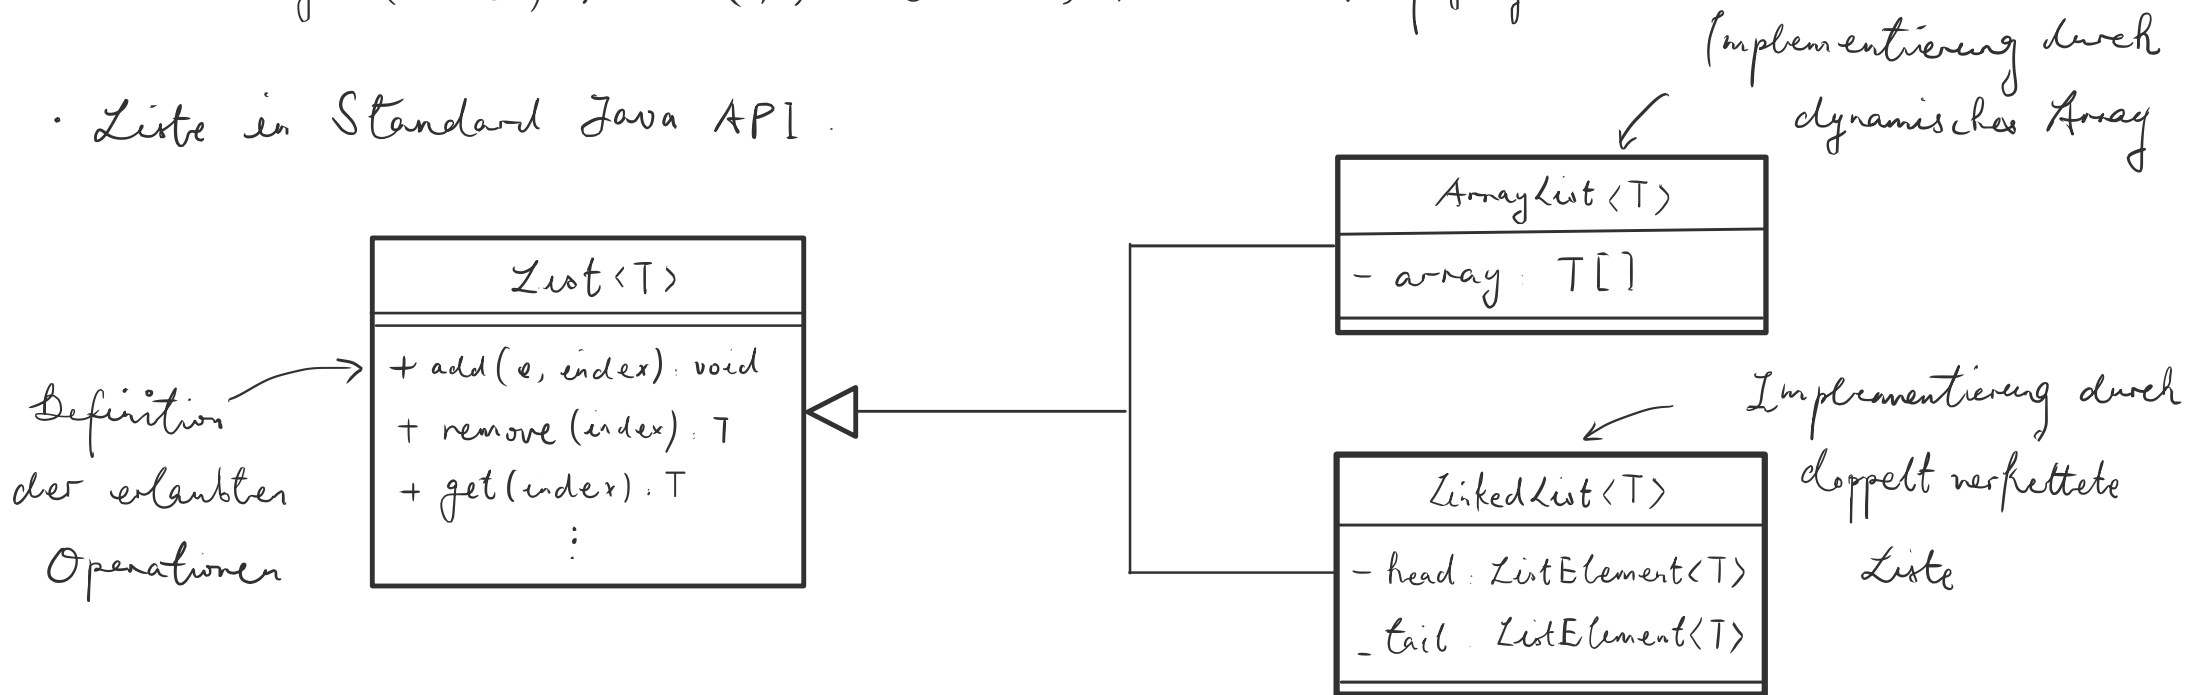 · Liste in Standard Java API.
Implementierung durch
dynamisches Array
ArrayList<T>
- array: T[]
List<T>
+ add(e, index): void
+ remove(index): T
+ get(index): T
⋮
Definition
der erlaubten
Operationen
Implementierung durch
doppelt verkettete
Liste
LinkedList<T>
- head: ListElement<T>
- tail: ListElement<T>